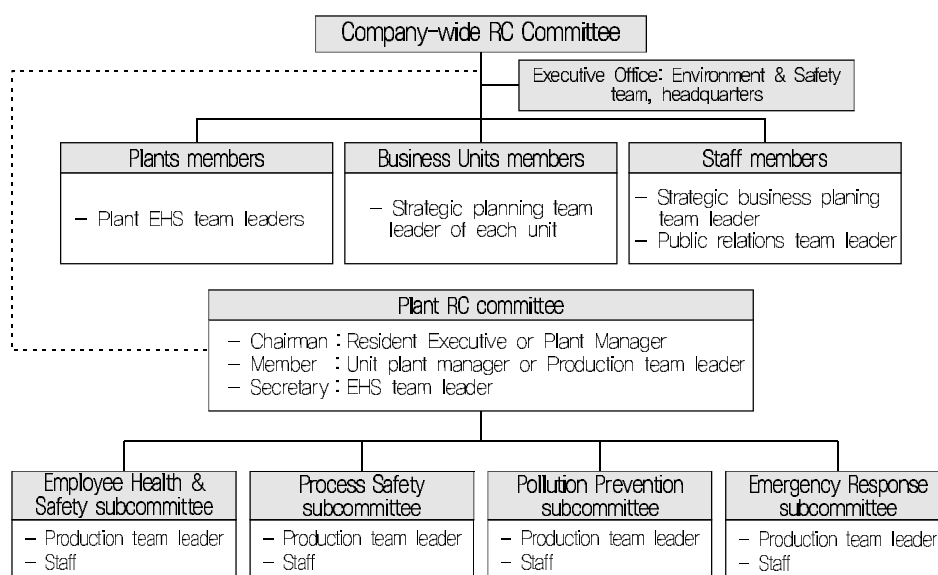 Company-wide RC Committee
Executive Office: Environment & Safety
team, headquarters
Plants members
- Plant EHS team leaders
Business Units members
- Strategic planning team
leader of each unit
Staff members
- Strategic business planing
team leader
- Public relations team leader
Plant RC committee
- Chairman : Resident Executive or Plant Manager
- Member : Unit plant manager or Production team leader
- Secretary : EHS team leader
Employee Health &
Safety subcommittee
- Production team leader
- Staff
Process Safety
subcommittee
- Production team leader
- Staff
Pollution Prevention
subcommittee
- Production team leader
- Staff
Emergency Response
subcommittee
- Production team leader
- Staff